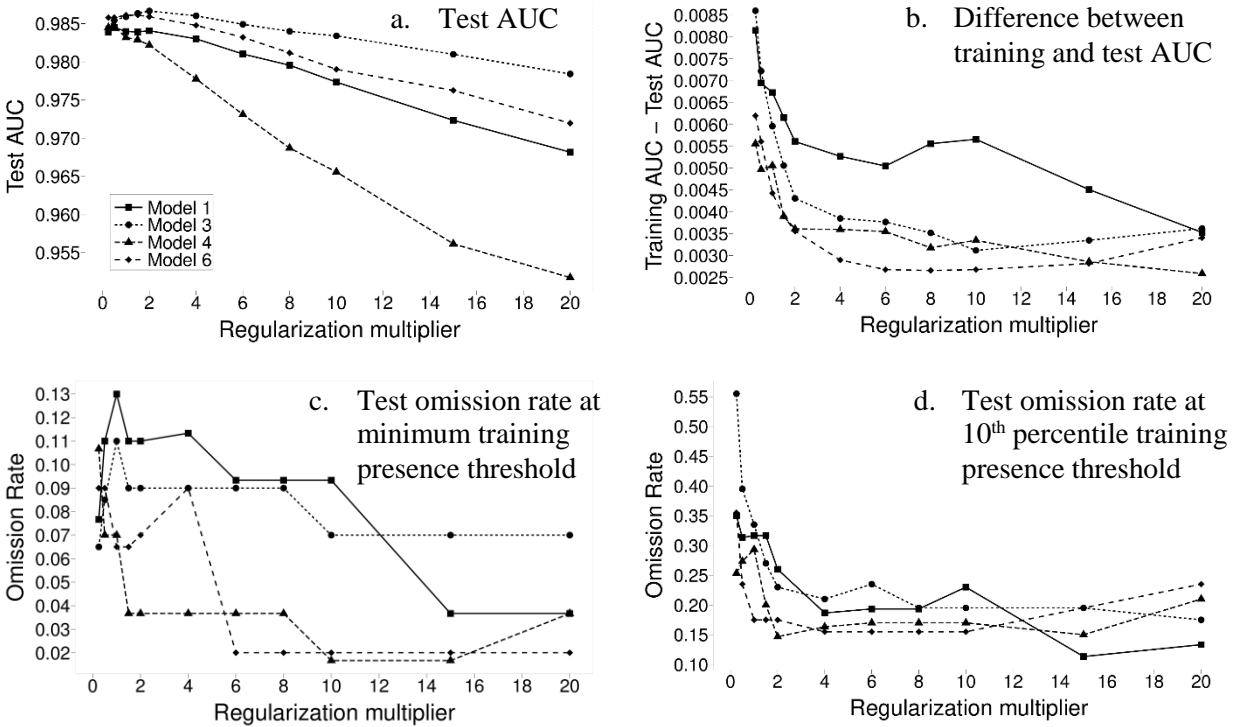 a. Test AUC
Test AUC
0.985
0.980
0.975
0.970
0.965
0.960
0.955
Model 1
Model 3
Model 4
Model 6
0 2 4 6 8 10 12 14 16 18 20
Regularization multiplier
b. Difference between
training and test AUC
Training AUC − Test AUC
0.0085
0.0080
0.0075
0.0070
0.0065
0.0060
0.0055
0.0050
0.0045
0.0040
0.0035
0.0030
0.0025
0 2 4 6 8 10 12 14 16 18 20
Regularization multiplier
c. Test omission rate at
minimum training
presence threshold
Omission Rate
0.13
0.11
0.09
0.07
0.06
0.05
0.04
0.03
0.02
0 2 4 6 8 10 12 14 16 18 20
Regularization multiplier
d. Test omission rate at
10th percentile training
presence threshold
Omission Rate
0.55
0.50
0.45
0.40
0.35
0.30
0.25
0.20
0.15
0.10
0 2 4 6 8 10 12 14 16 18 20
Regularization multiplier